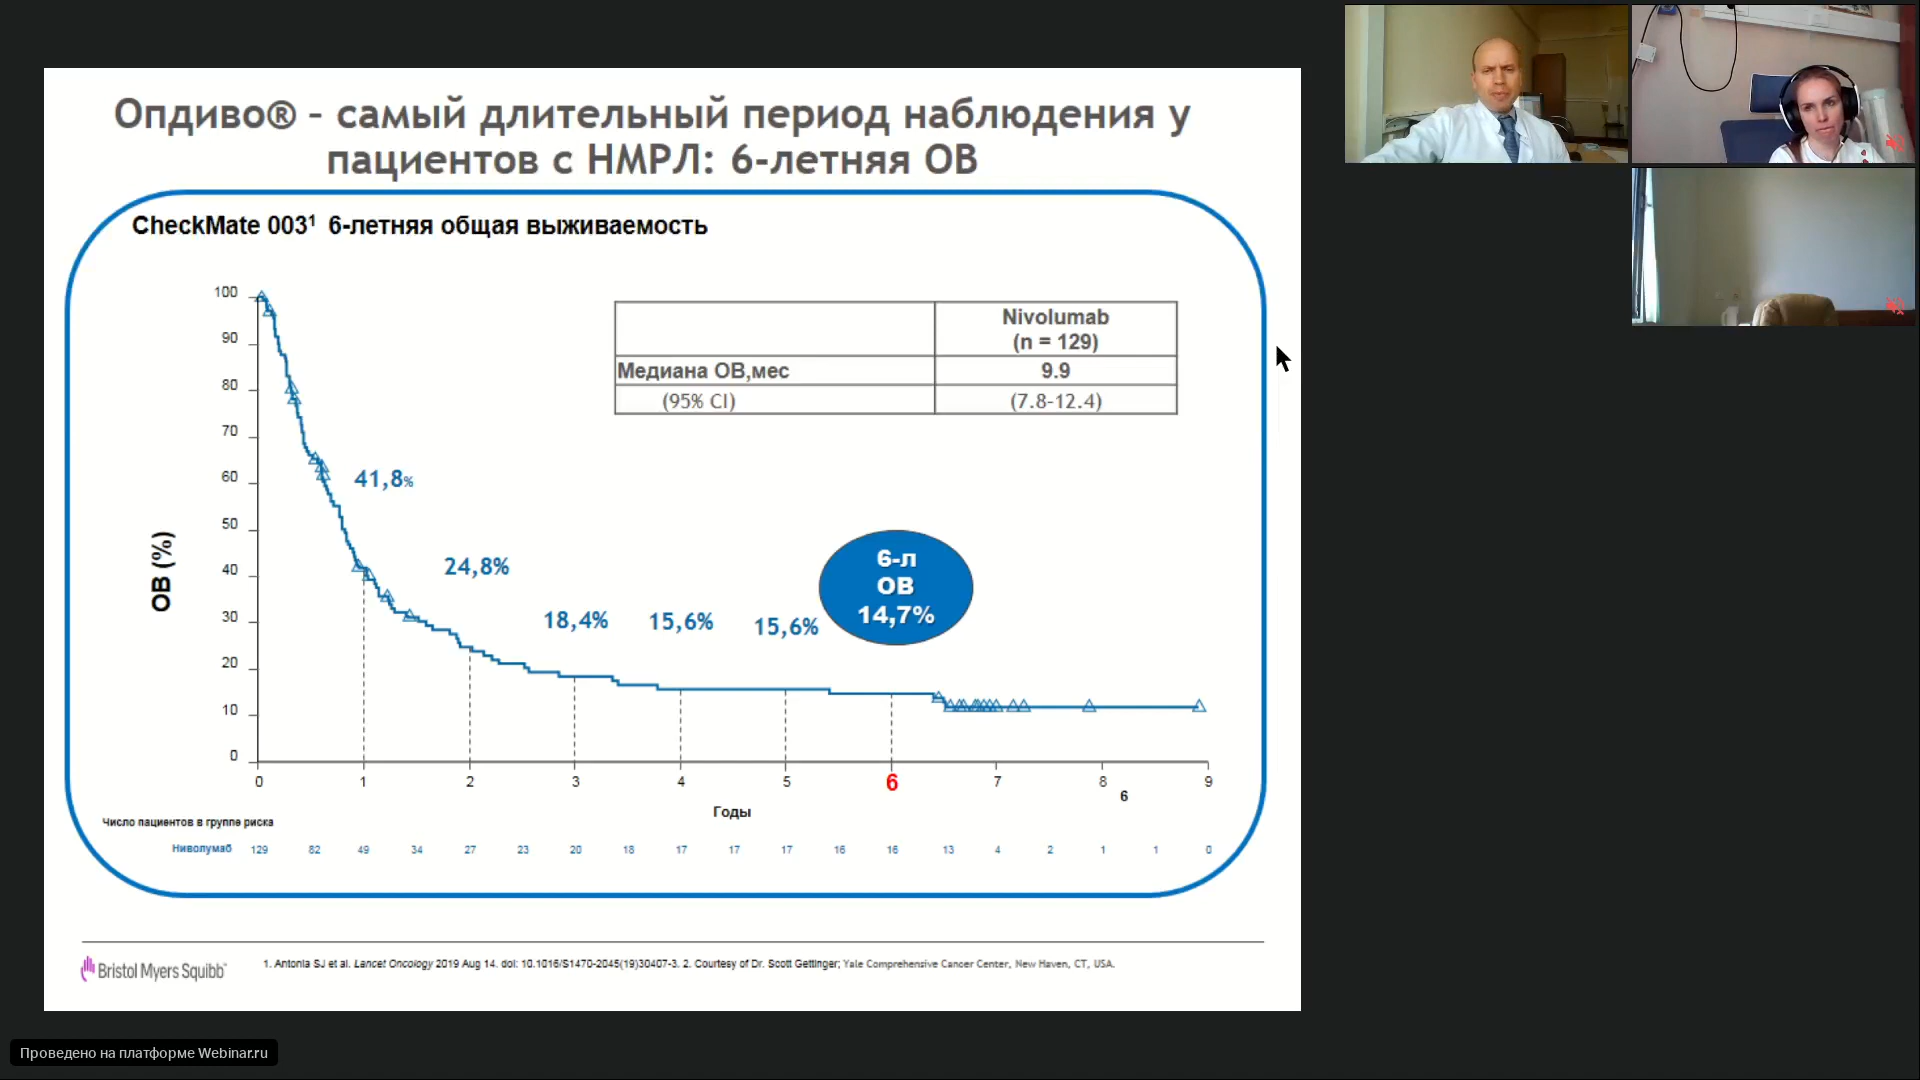 Опдиво® - самый длительный период наблюдения у
пациентов с НМРЛ: 6-летняя ОВ
CheckMate 003¹ 6-летняя общая выживаемость
Nivolumab
(n = 129)
Медиана ОВ,мес 9.9
(95% CI) (7.8-12.4)
ОВ (%)
100
90
80
70
60
50
40
30
20
10
0
41,8%
24,8%
18,4%
15,6%
15,6%
6-л
ОВ
14,7%
0 1 2 3 4 5 6 7 8 9
6
Годы
Число пациентов в группе риска
Ниволумаб 129 82 49 34 27 23 20 18 17 17 17 16 16 13 4 2 1 1 0
Bristol Myers Squibb™
1. Antonia SJ et al. Lancet Oncology 2019 Aug 14. doi: 10.1016/S1470-2045(19)30407-3. 2. Courtesy of Dr. Scott Gettinger; Yale Comprehensive Cancer Center, New Haven, CT, USA.
Проведено на платформе Webinar.ru